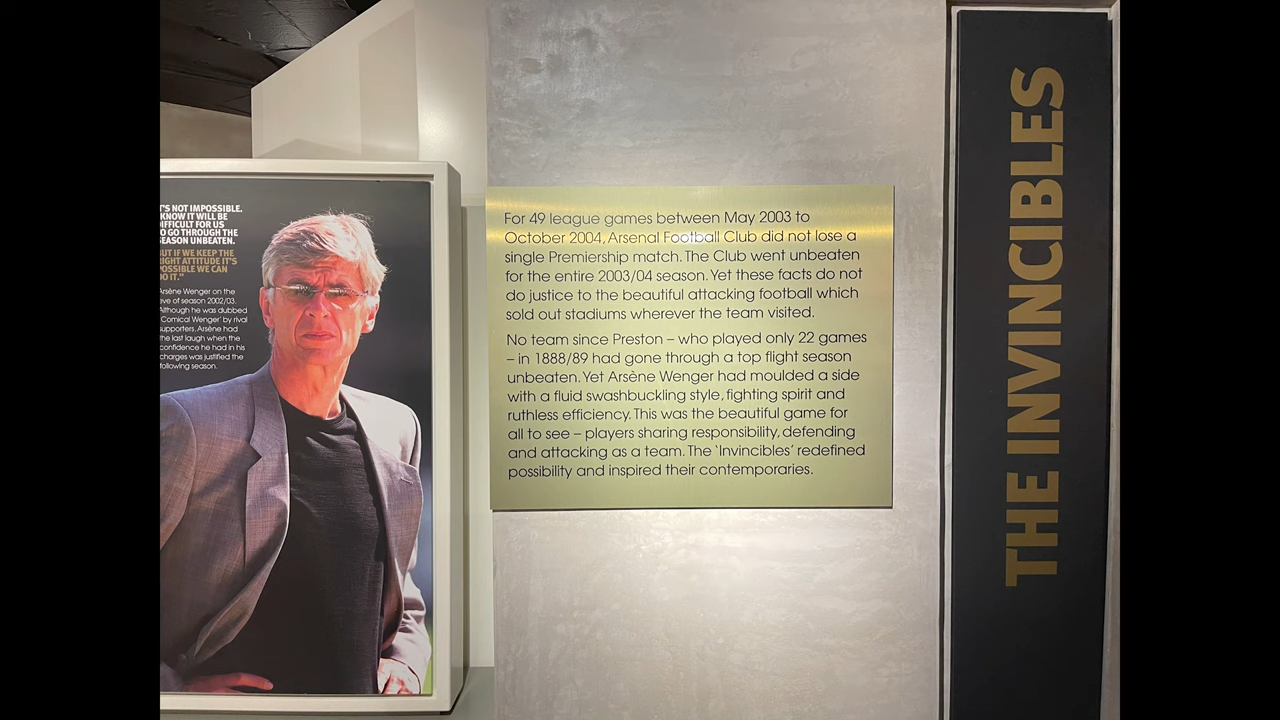 T'S NOT IMPOSSIBLE.
KNOW IT WILL BE
DIFFICULT FOR US
O GO THROUGH THE
EASON UNBEATEN.
BUT IF WE KEEP THE
RIGHT ATTITUDE IT'S
POSSIBLE WE CAN
DO IT."
Arsène Wenger on the
eve of season 2002/03.
Although he was dubbed
'Comical Wenger' by rival
supporters, Arsène had
the last laugh when the
confidence he had in his
charges was justified the
following season.
For 49 league games between May 2003 to
October 2004, Arsenal Football Club did not lose a
single Premiership match. The Club went unbeaten
for the entire 2003/04 season. Yet these facts do not
do justice to the beautiful attacking football which
sold out stadiums wherever the team visited.
No team since Preston – who played only 22 games
– in 1888/89 had gone through a top flight season
unbeaten. Yet Arsène Wenger had moulded a side
with a fluid swashbuckling style, fighting spirit and
ruthless efficiency. This was the beautiful game for
all to see – players sharing responsibility, defending
and attacking as a team. The 'Invincibles' redefined
possibility and inspired their contemporaries.
THE INVINCIBLES